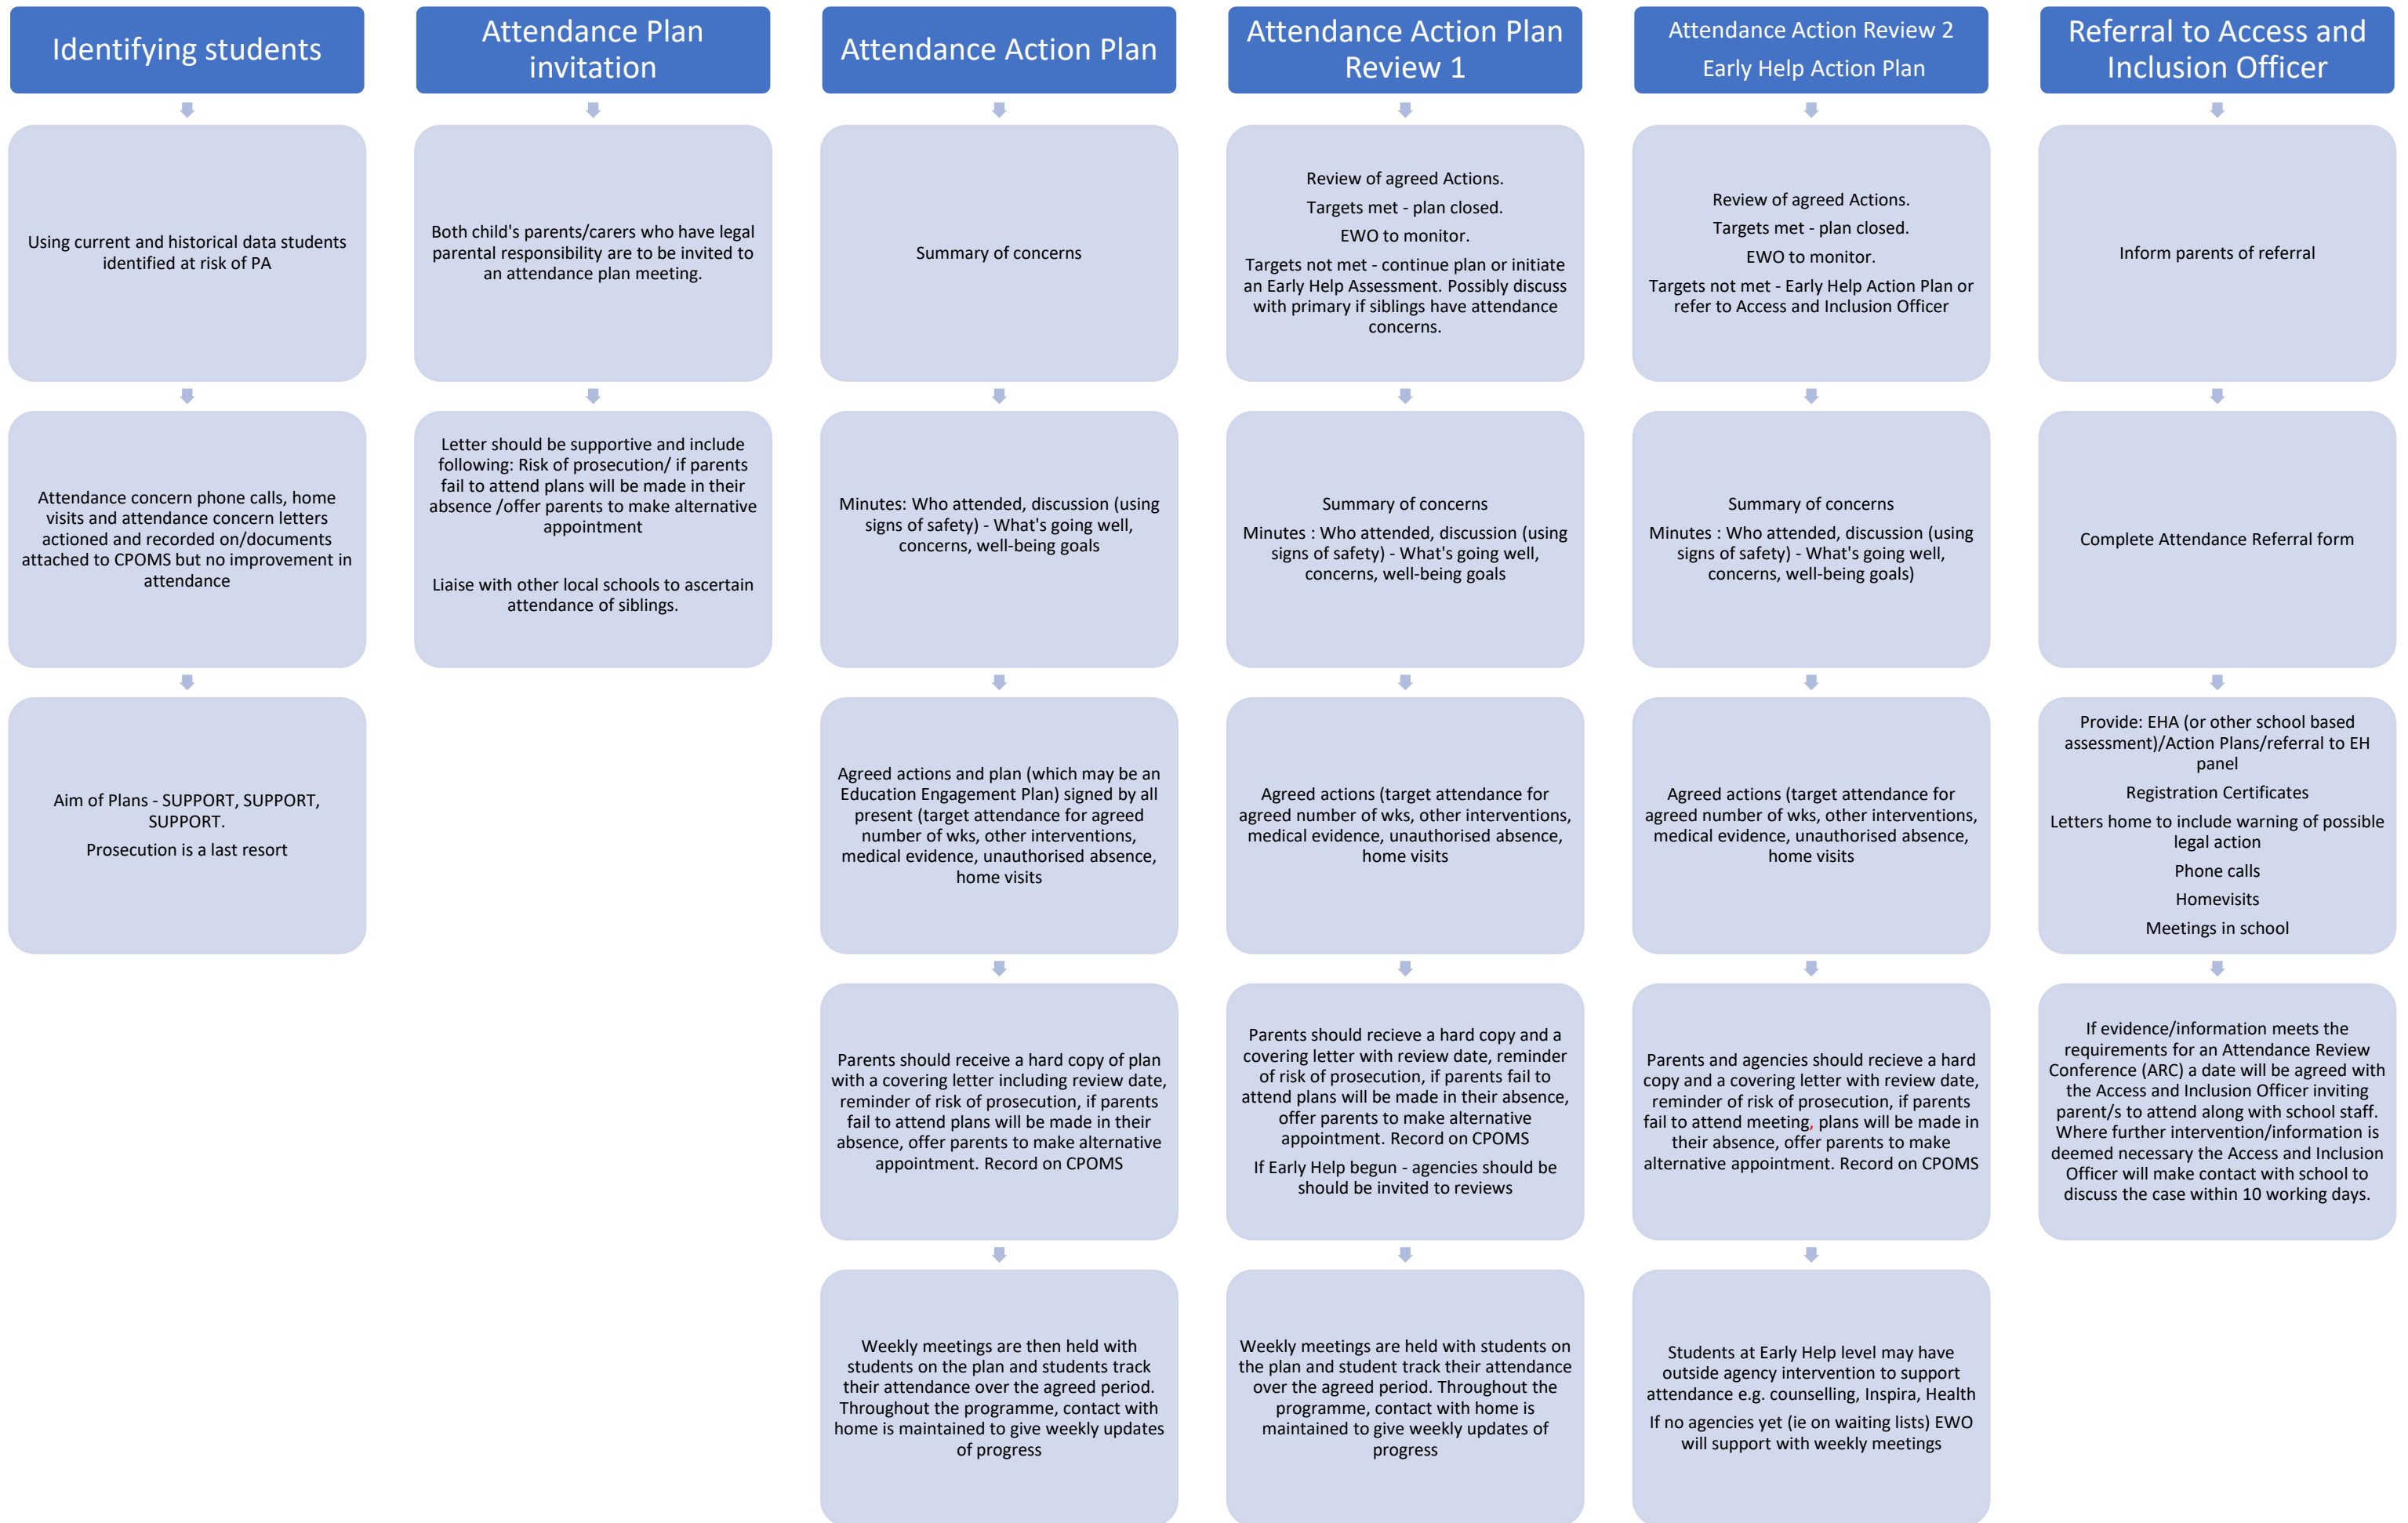 Identifying students
Using current and historical data students
identified at risk of PA
Attendance concern phone calls, home
visits and attendance concern letters
actioned and recorded on/documents
attached to CPOMS but no improvement in
attendance
Aim of Plans - SUPPORT, SUPPORT,
SUPPORT.
Prosecution is a last resort
Attendance Plan
invitation
Both child's parents/carers who have legal
parental responsibility are to be invited to
an attendance plan meeting.
Letter should be supportive and include
following: Risk of prosecution/ if parents
fail to attend plans will be made in their
absence /offer parents to make alternative
appointment
Liaise with other local schools to ascertain
attendance of siblings.
Attendance Action Plan
Summary of concerns
Minutes: Who attended, discussion (using
signs of safety) - What's going well,
concerns, well-being goals
Agreed actions and plan (which may be an
Education Engagement Plan) signed by all
present (target attendance for agreed
number of wks, other interventions,
medical evidence, unauthorised absence,
home visits
Parents should receive a hard copy of plan
with a covering letter including review date,
reminder of risk of prosecution, if parents
fail to attend plans will be made in their
absence, offer parents to make alternative
appointment. Record on CPOMS
Weekly meetings are then held with
students on the plan and students track
their attendance over the agreed period.
Throughout the programme, contact with
home is maintained to give weekly updates
of progress
Attendance Action Plan
Review 1
Review of agreed Actions.
Targets met - plan closed.
EWO to monitor.
Targets not met - continue plan or initiate
an Early Help Assessment. Possibly discuss
with primary if siblings have attendance
concerns.
Summary of concerns
Minutes : Who attended, discussion (using
signs of safety) - What's going well,
concerns, well-being goals
Agreed actions (target attendance for
agreed number of wks, other interventions,
medical evidence, unauthorised absence,
home visits
Parents should recieve a hard copy and a
covering letter with review date, reminder
of risk of prosecution, if parents fail to
attend plans will be made in their absence,
offer parents to make alternative
appointment. Record on CPOMS
If Early Help begun - agencies should be
should be invited to reviews
Weekly meetings are held with students on
the plan and student track their attendance
over the agreed period. Throughout the
programme, contact with home is
maintained to give weekly updates of
progress
Attendance Action Review 2
Early Help Action Plan
Review of agreed Actions.
Targets met - plan closed.
EWO to monitor.
Targets not met - Early Help Action Plan or
refer to Access and Inclusion Officer
Summary of concerns
Minutes : Who attended, discussion (using
signs of safety) - What's going well,
concerns, well-being goals)
Agreed actions (target attendance for
agreed number of wks, other interventions,
medical evidence, unauthorised absence,
home visits
Parents and agencies should recieve a hard
copy and a covering letter with review date,
reminder of risk of prosecution, if parents
fail to attend meeting, plans will be made in
their absence, offer parents to make
alternative appointment. Record on CPOMS
Students at Early Help level may have
outside agency intervention to support
attendance e.g. counselling, Inspira, Health
If no agencies yet (ie on waiting lists) EWO
will support with weekly meetings
Referral to Access and
Inclusion Officer
Inform parents of referral
Complete Attendance Referral form
Provide: EHA (or other school based
assessment)/Action Plans/referral to EH
panel
Registration Certificates
Letters home to include warning of possible
legal action
Phone calls
Homevisits
Meetings in school
If evidence/information meets the
requirements for an Attendance Review
Conference (ARC) a date will be agreed with
the Access and Inclusion Officer inviting
parent/s to attend along with school staff.
Where further intervention/information is
deemed necessary the Access and Inclusion
Officer will make contact with school to
discuss the case within 10 working days.